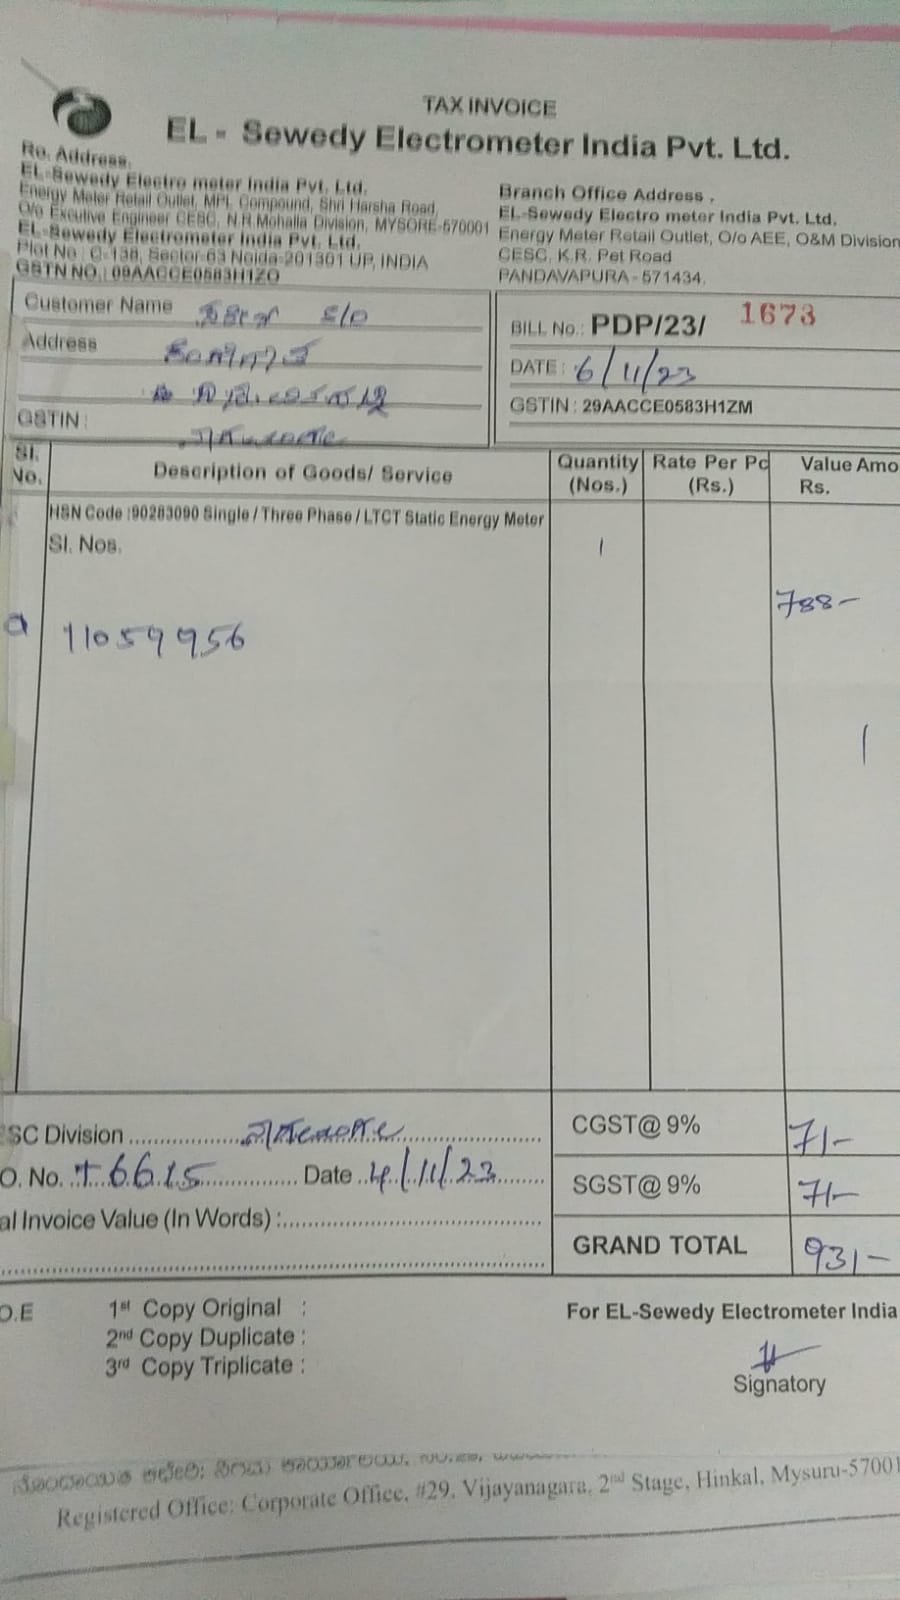 TAX INVOICE
EL - Sewedy Electrometer India Pvt. Ltd.
Re. Address,
EL-Sewedy Electro meter India Pvt. Ltd.
Energy Meter Retail Outlet, MPL Compound, Shri Harsha Road,
O/o Excutive Engineer CESC, N.R Mohalla Division, MYSORE-570001
EL-Sewedy Electrometer India Pvt. Ltd.
Plot No : C-138, Sector-63 Noida-201301 UP, INDIA
GSTN NO. : 09AACCE0583H1ZO
Branch Office Address ,
EL-Sewedy Electro meter India Pvt. Ltd.
Energy Meter Retail Outlet, O/o AEE, O&M Division
CESC, K.R. Pet Road
PANDAVAPURA - 571434.
Customer Name
Address
GSTIN :
BILL No.: PDP/23/ 1673
DATE : 6/11/23
GSTIN : 29AACCE0583H1ZM
Sl. No. Description of Goods/ Service Quantity (Nos.) Rate Per Pc (Rs.) Value Amo Rs.
HSN Code :90283090 Single / Three Phase / LTCT Static Energy Meter
Sl. Nos. 1
788-
11059956
SC Division
CGST@ 9% 71-
O. No. 6615 Date 4/11/23
SGST@ 9% 71-
al Invoice Value (In Words) :
GRAND TOTAL 931-
O.E 1st Copy Original :
2nd Copy Duplicate :
3rd Copy Triplicate :
For EL-Sewedy Electrometer India
Signatory
Registered Office: Corporate Office, #29, Vijayanagara, 2nd Stage, Hinkal, Mysuru-57001